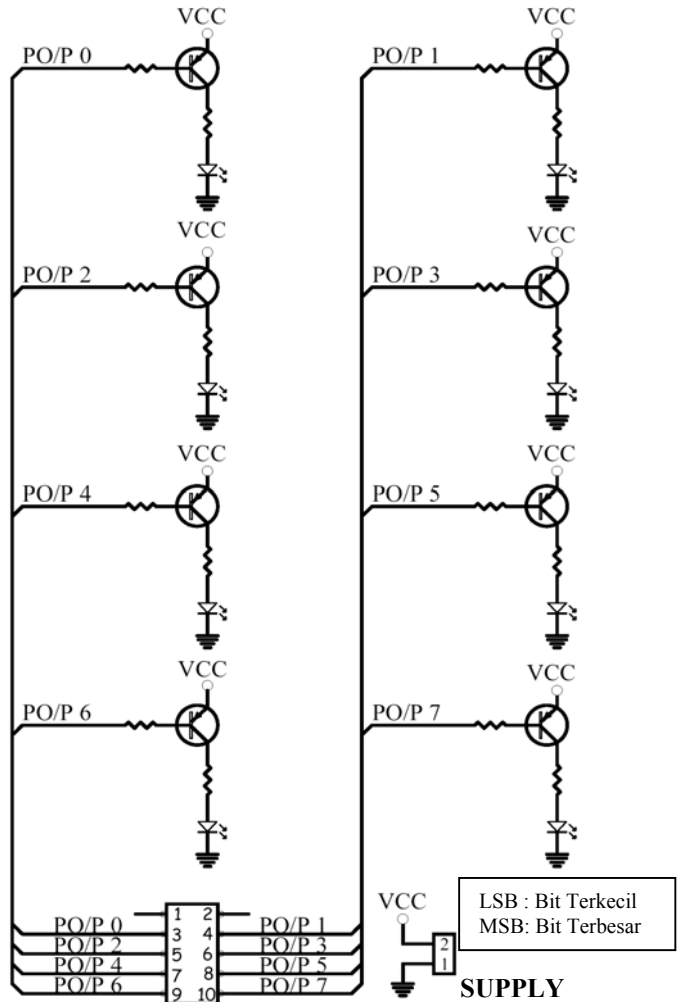 VCC VCC
PO/P 0 PO/P 1
VCC VCC
PO/P 2 PO/P 3
VCC VCC
PO/P 4 PO/P 5
VCC VCC
PO/P 6 PO/P 7
VCC
LSB : Bit Terkecil
MSB: Bit Terbesar
1 2
PO/P 0 3 4 PO/P 1
PO/P 2 5 6 PO/P 3
PO/P 4 7 8 PO/P 5
PO/P 6 9 10 PO/P 7
2
1
SUPPLY